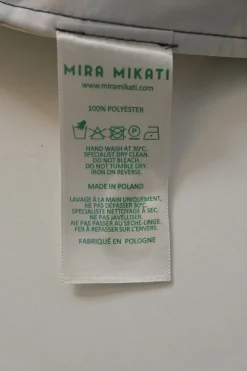 MIRA MIKATI
www.miramikati.com
100% POLYESTER
HAND WASH AT 30°C.
SPECIALIST DRY CLEAN.
DO NOT BLEACH.
DO NOT TUMBLE DRY.
IRON ON REVERSE.
MADE IN POLAND
LAVAGE À LA MAIN UNIQUEMENT,
NE PAS DÉPASSER 30°C.
SPECIALISTE NETTOYAGE À SEC.
NE PAS JAVELLISER.
NE PAS PASSER AU SÈCHE-LINGE.
FER À REPASSER SUR L'ENVERS.
FABRIQUÉ EN POLOGNE